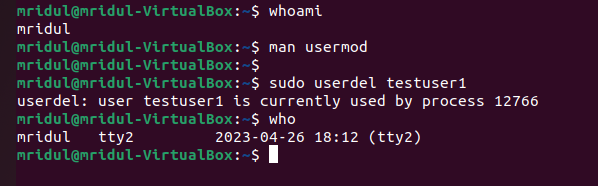 mridul@mridul-VirtualBox:~$ whoami
mridul
mridul@mridul-VirtualBox:~$ man usermod
mridul@mridul-VirtualBox:~$
mridul@mridul-VirtualBox:~$ sudo userdel testuser1
userdel: user testuser1 is currently used by process 12766
mridul@mridul-VirtualBox:~$ who
mridul   tty2         2023-04-26 18:12 (tty2)
mridul@mridul-VirtualBox:~$